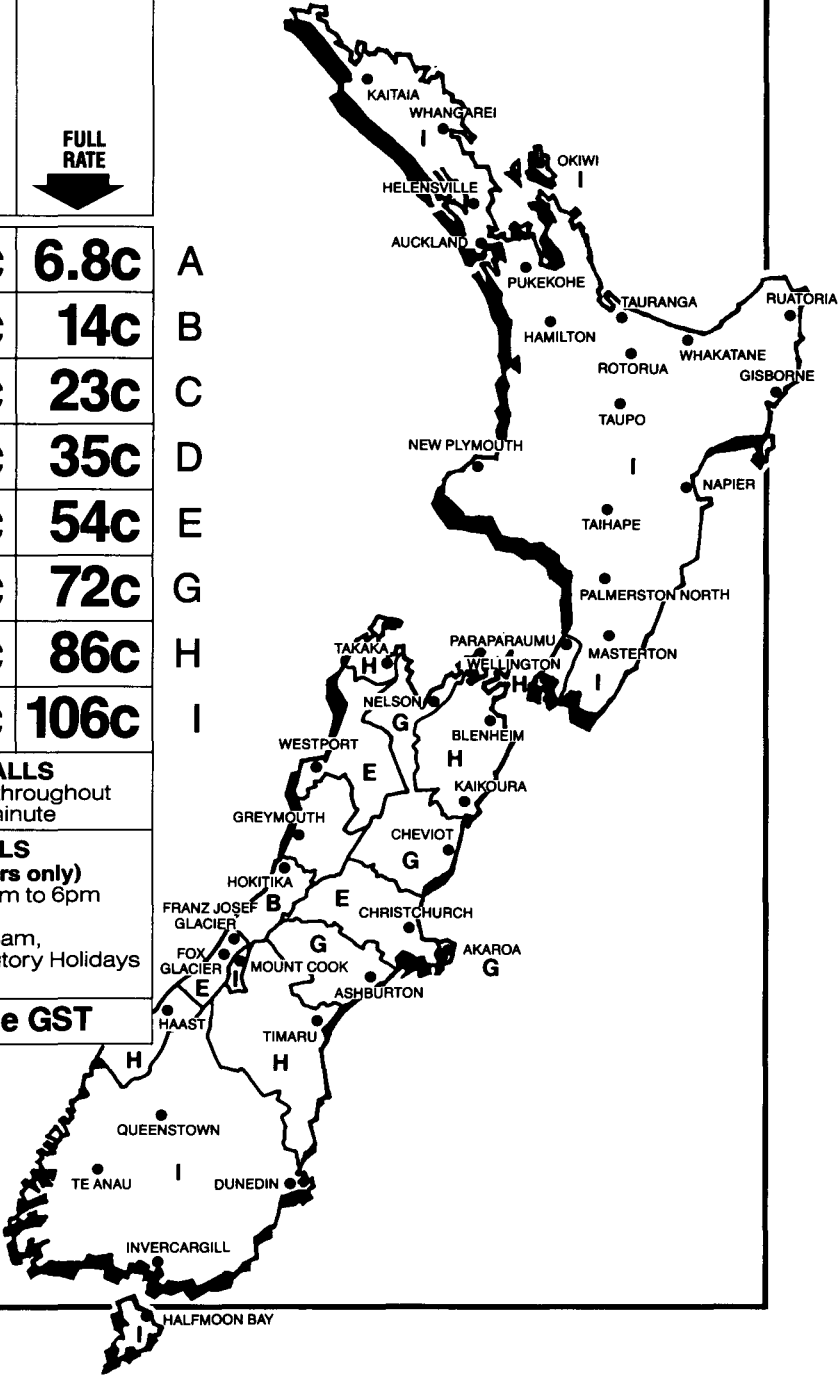 FULL
RATE
6.8c A
14c B
23c C
35c D
54c E
72c G
86c H
106c I
ALLS
throughout
minute
LS
rs only)
m to 6pm
am,
tory Holidays
e GST
KAITAIA
WHANGAREI
I
OKIWI
I
HELENSVILLE
AUCKLAND
PUKEKOHE
TAURANGA
RUATORIA
HAMILTON
WHAKATANE
ROTORUA
GISBORNE
TAUPO
NEW PLYMOUTH
I
NAPIER
TAIHAPE
PALMERSTON NORTH
PARAPARAUMU
MASTERTON
WELLINGTON
H
I
TAKAKA
H
NELSON
G
BLENHEIM
WESTPORT
E
H
KAIKOURA
GREYMOUTH
CHEVIOT
G
HOKITIKA
B
E
FRANZ JOSEF
GLACIER
CHRISTCHURCH
G
AKAROA
G
FOX
GLACIER
I
MOUNT COOK
E
ASHBURTON
HAAST
TIMARU
H
H
QUEENSTOWN
I
TE ANAU
DUNEDIN
INVERCARGILL
HALFMOON BAY
I